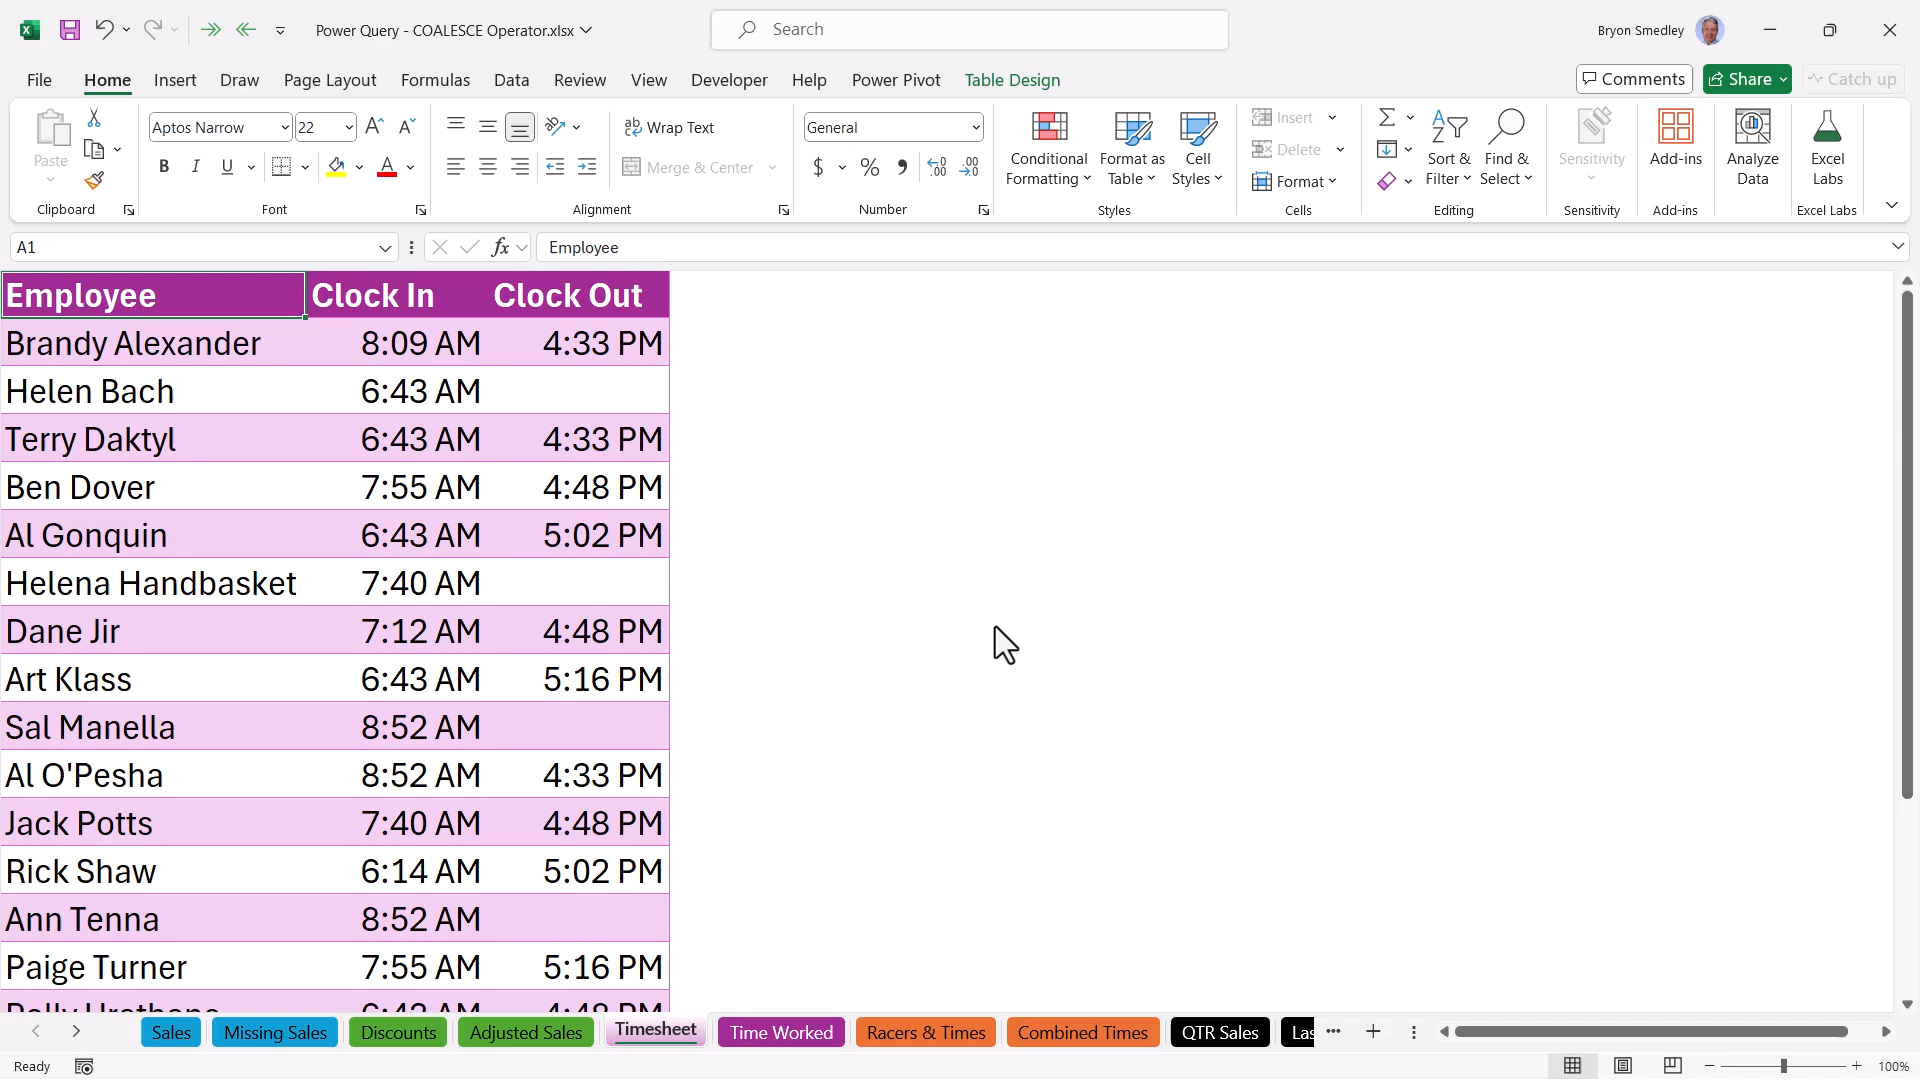 Power Query - COALESCE Operator.xlsx
Search
Bryon Smedley
File Home Insert Draw Page Layout Formulas Data Review View Developer Help Power Pivot Table Design
Comments Share Catch up
Paste
Clipboard
Aptos Narrow 22
B I U
Font
Wrap Text
Merge & Center
Alignment
General
Number
Conditional Formatting
Format as Table
Cell Styles
Styles
Insert
Delete
Format
Cells
Sort & Filter
Find & Select
Editing
Sensitivity
Sensitivity
Add-ins
Add-ins
Analyze Data
Excel Labs
Excel Labs
A1 fx Employee
Employee Clock In Clock Out
Brandy Alexander 8:09 AM 4:33 PM
Helen Bach 6:43 AM
Terry Daktyl 6:43 AM 4:33 PM
Ben Dover 7:55 AM 4:48 PM
Al Gonquin 6:43 AM 5:02 PM
Helena Handbasket 7:40 AM
Dane Jir 7:12 AM 4:48 PM
Art Klass 6:43 AM 5:16 PM
Sal Manella 8:52 AM
Al O'Pesha 8:52 AM 4:33 PM
Jack Potts 7:40 AM 4:48 PM
Rick Shaw 6:14 AM 5:02 PM
Ann Tenna 8:52 AM
Paige Turner 7:55 AM 5:16 PM
Sales Missing Sales Discounts Adjusted Sales Timesheet Time Worked Racers & Times Combined Times QTR Sales Las
Ready 100%